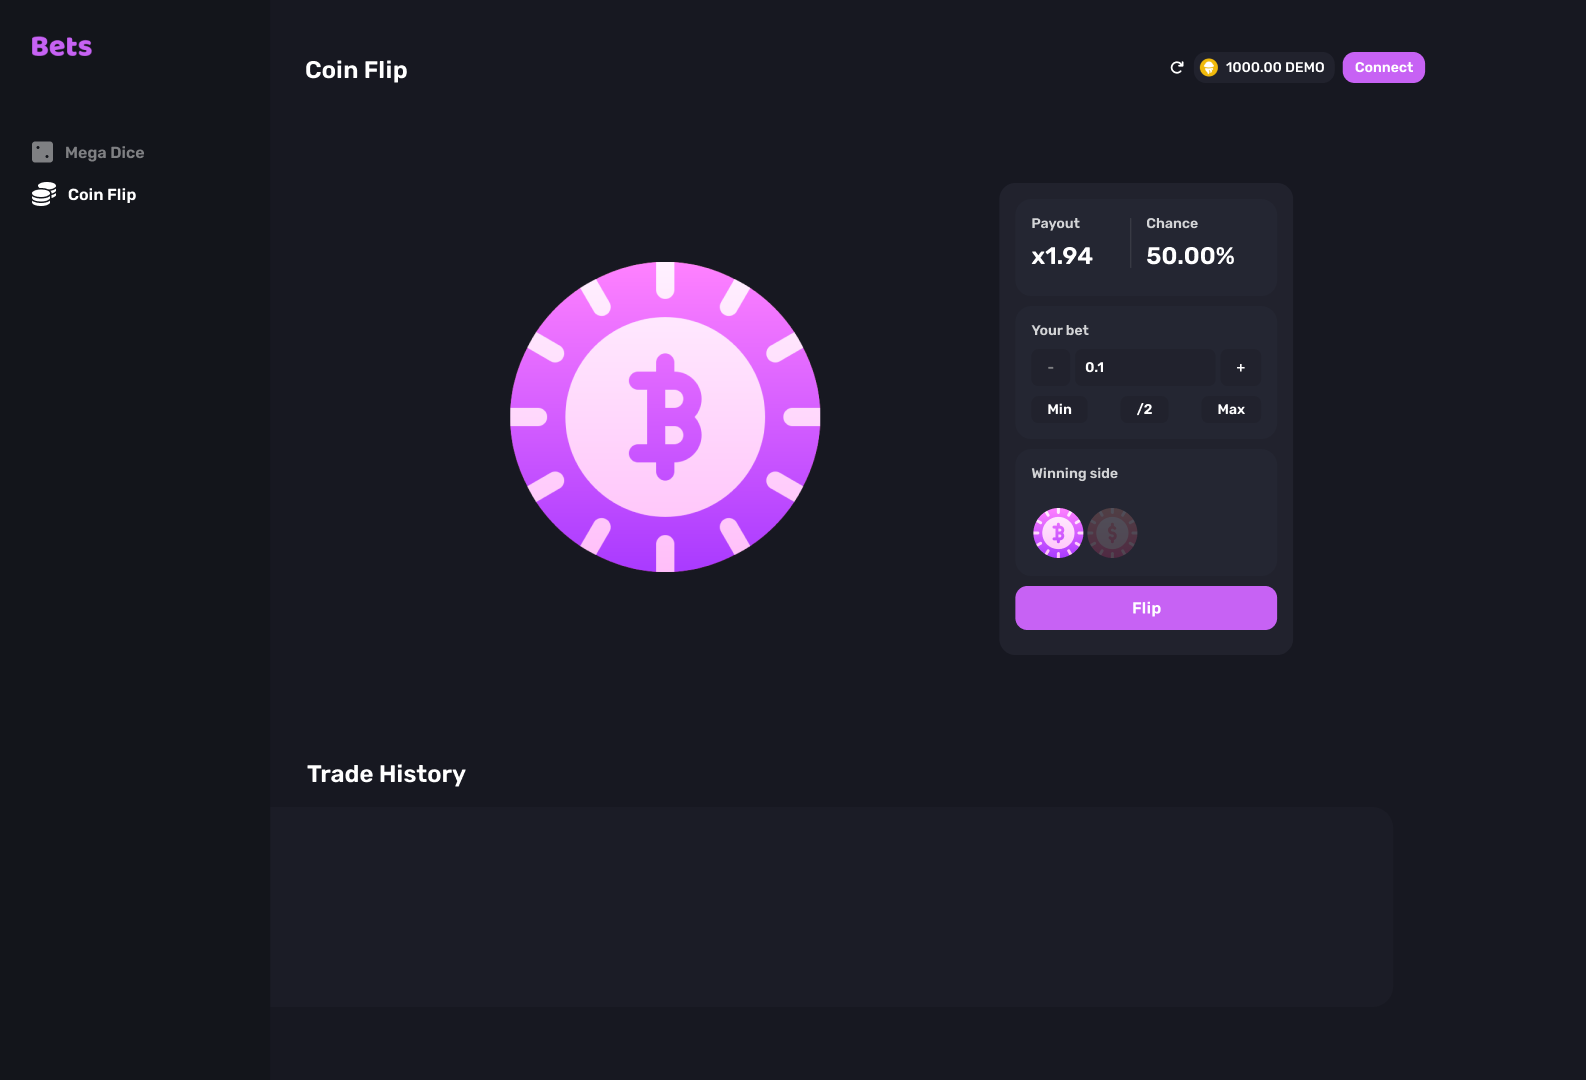 Bets
Mega Dice
Coin Flip
Coin Flip
1000.00 DEMO
Connect
Payout
x1.94
Chance
50.00%
Your bet
-
0.1
+
Min
/2
Max
Winning side
Flip
Trade History